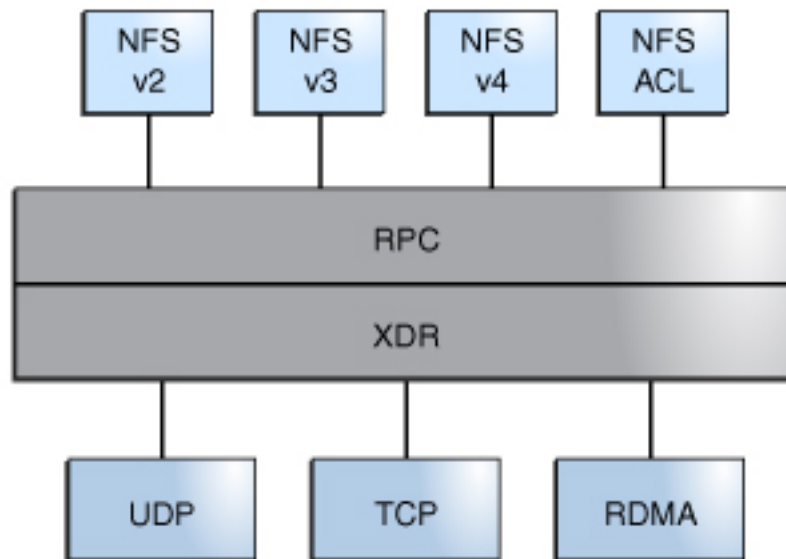 NFS v2
NFS v3
NFS v4
NFS ACL
RPC
XDR
UDP
TCP
RDMA